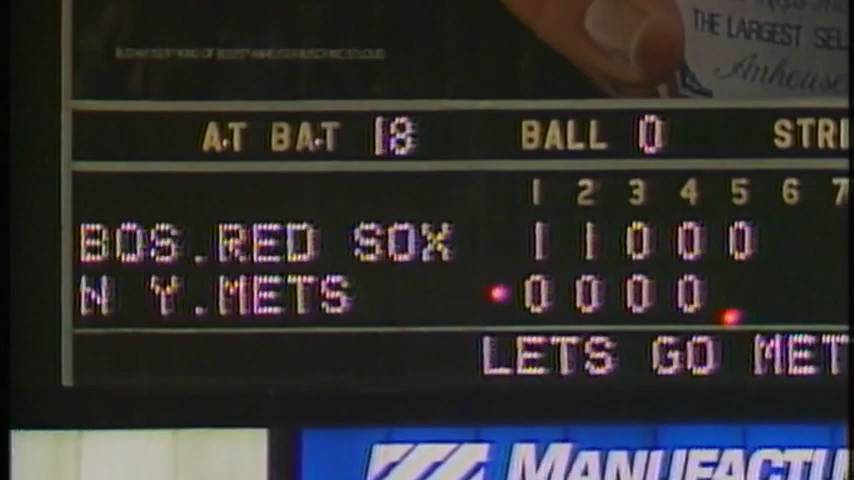 THE LARGEST SEL
Anheusc
AT BAT 18 BALL 0 STRI
1 2 3 4 5 6 7
BOS.RED SOX 1 1 0 0 0
N Y.METS 0 0 0 0
LETS GO MET
MANUFACTU